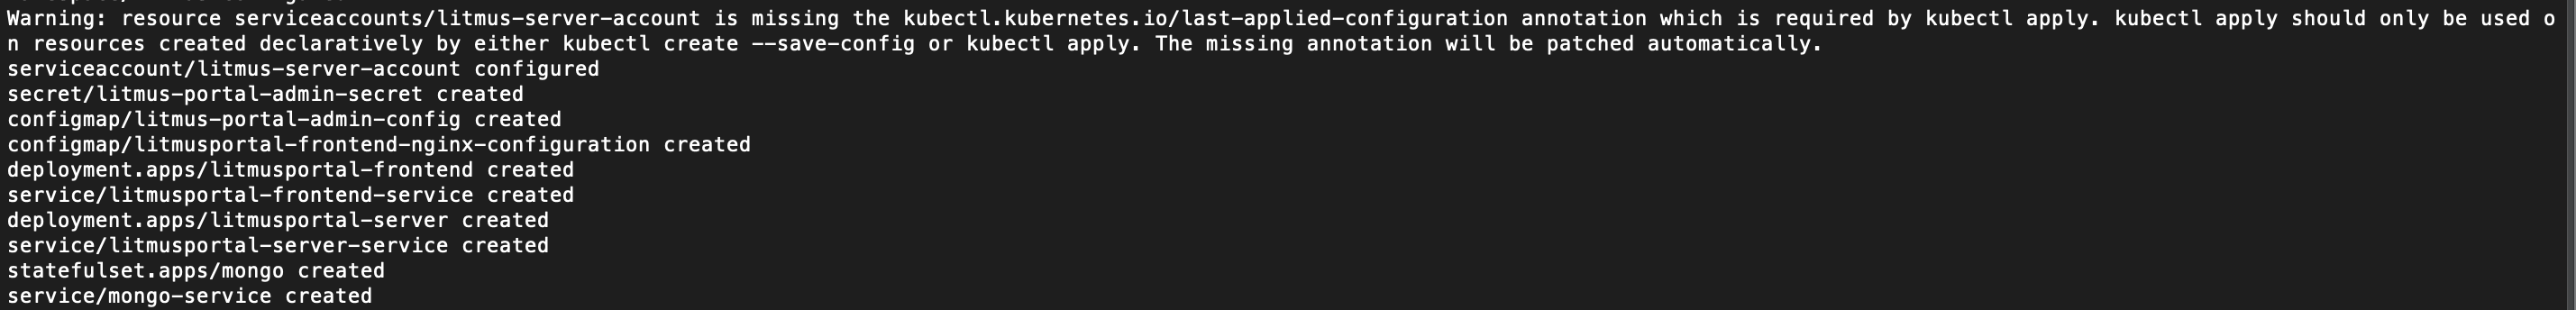 Warning: resource serviceaccounts/litmus-server-account is missing the kubectl.kubernetes.io/last-applied-configuration annotation which is required by kubectl apply. kubectl apply should only be used o
n resources created declaratively by either kubectl create --save-config or kubectl apply. The missing annotation will be patched automatically.
serviceaccount/litmus-server-account configured
secret/litmus-portal-admin-secret created
configmap/litmus-portal-admin-config created
configmap/litmusportal-frontend-nginx-configuration created
deployment.apps/litmusportal-frontend created
service/litmusportal-frontend-service created
deployment.apps/litmusportal-server created
service/litmusportal-server-service created
statefulset.apps/mongo created
service/mongo-service created